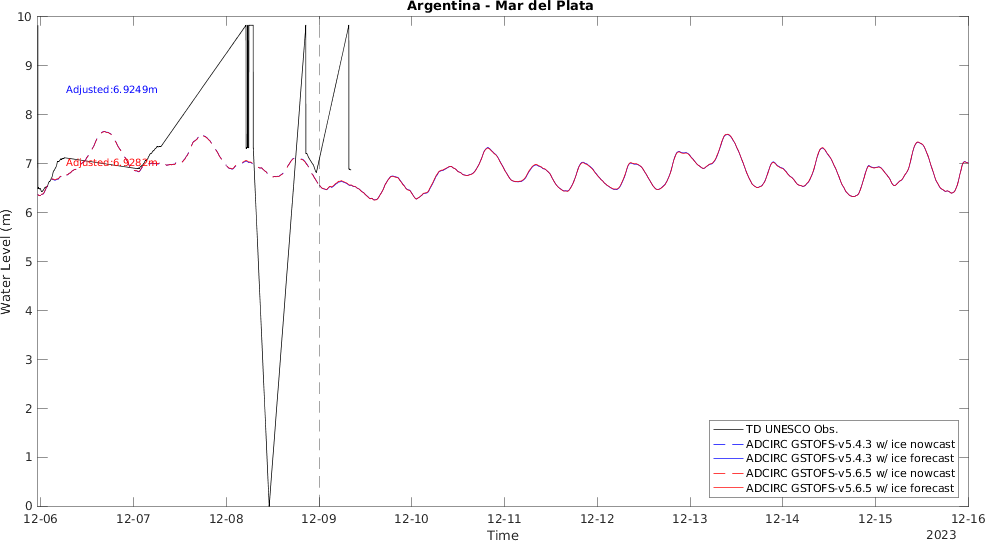 Argentina - Mar del Plata
10
9
8
7
6
5
4
3
2
1
0
Water Level (m)
Adjusted:6.9249m
Adjusted:6.9282m
TD UNESCO Obs.
ADCIRC GSTOFS-v5.4.3 w/ ice nowcast
ADCIRC GSTOFS-v5.4.3 w/ ice forecast
ADCIRC GSTOFS-v5.6.5 w/ ice nowcast
ADCIRC GSTOFS-v5.6.5 w/ ice forecast
12-06 12-07 12-08 12-09 12-10 12-11 12-12 12-13 12-14 12-15 12-16
Time
2023